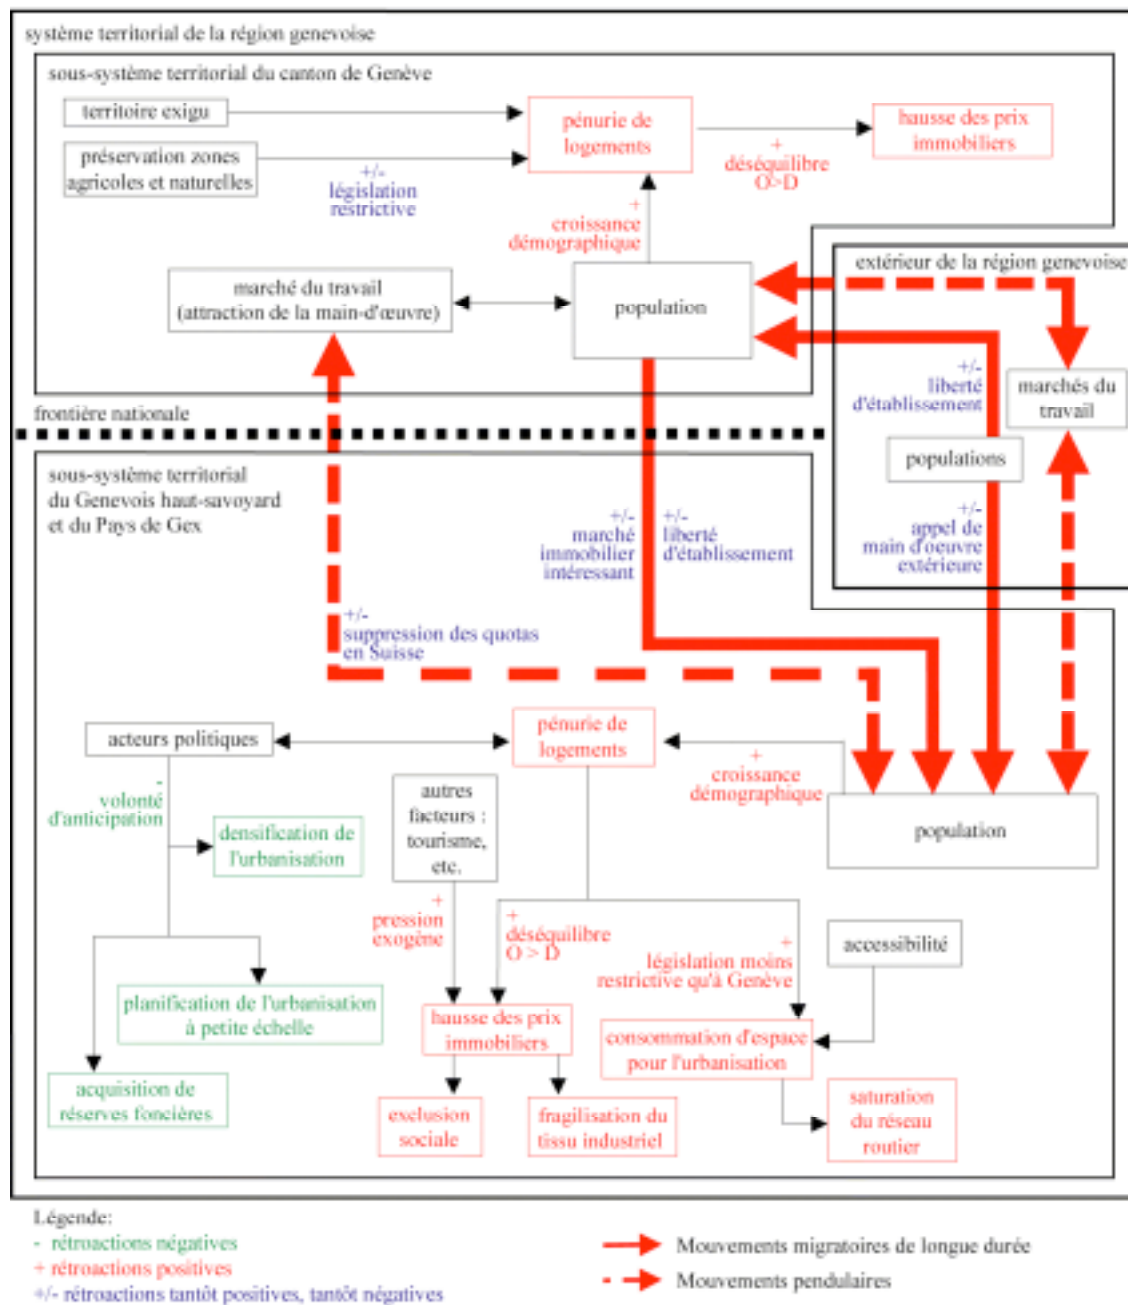 système territorial de la région genevoise
sous-système territorial du canton de Genève
territoire exigu
préservation zones
agricoles et naturelles
+/-
législation
restrictive
pénurie de
logements
+
déséquilibre
O>D
hausse des prix
immobiliers
+
croissance
démographique
marché du travail
(attraction de la main-d'œuvre)
population
extérieur de la région genevoise
+/-
liberté
d'établissement
marchés du
travail
populations
+/-
appel de
main d'oeuvre
extérieure
frontière nationale
sous-système territorial
du Genevois haut-savoyard
et du Pays de Gex
+/-
marché
immobilier
intéressant
+/-
liberté
d'établissement
+/-
suppression des quotas
en Suisse
acteurs politiques
pénurie de
logements
+
croissance
démographique
population
-
volonté
d'anticipation
densification de
l'urbanisation
autres
facteurs :
tourisme,
etc.
+
pression
exogène
+
déséquilibre
O > D
+
législation moins
restrictive qu'à Genève
accessibilité
planification de l'urbanisation
à petite échelle
hausse des prix
immobiliers
consommation d'espace
pour l'urbanisation
acquisition de
réserves foncières
exclusion
sociale
fragilisation du
tissu industriel
saturation
du réseau
routier
Légende:
- rétroactions négatives
+ rétroactions positives
+/- rétroactions tantôt positives, tantôt négatives
Mouvements migratoires de longue durée
Mouvements pendulaires